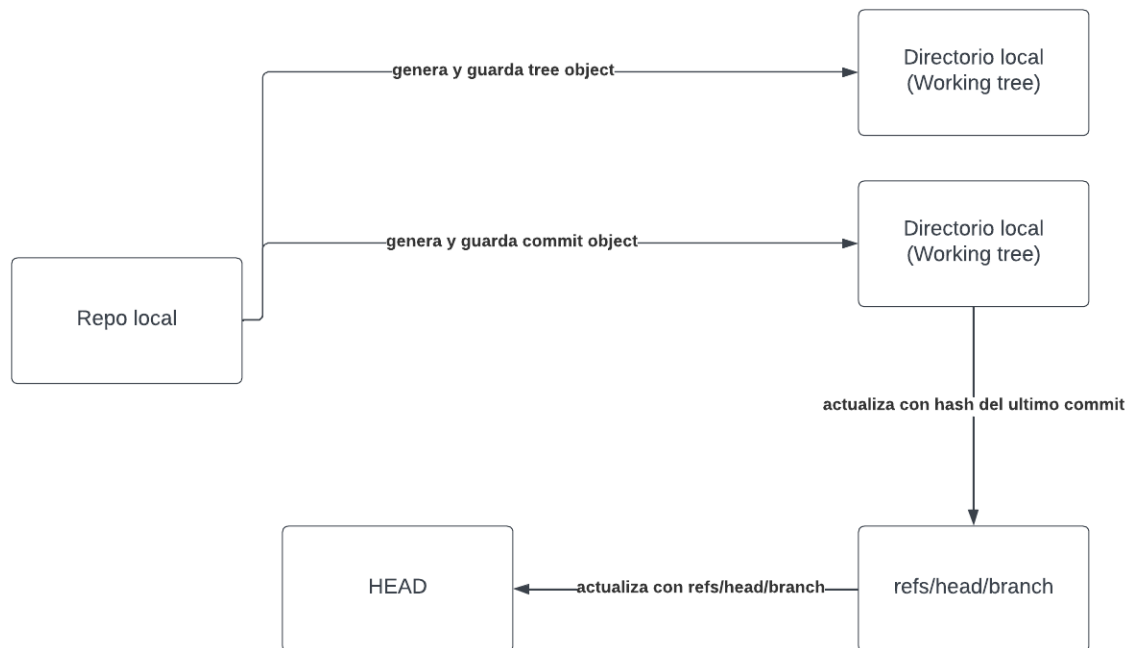 genera y guarda tree object
Directorio local
(Working tree)
genera y guarda commit object
Directorio local
(Working tree)
Repo local
actualiza con hash del ultimo commit
HEAD
actualiza con refs/head/branch
refs/head/branch